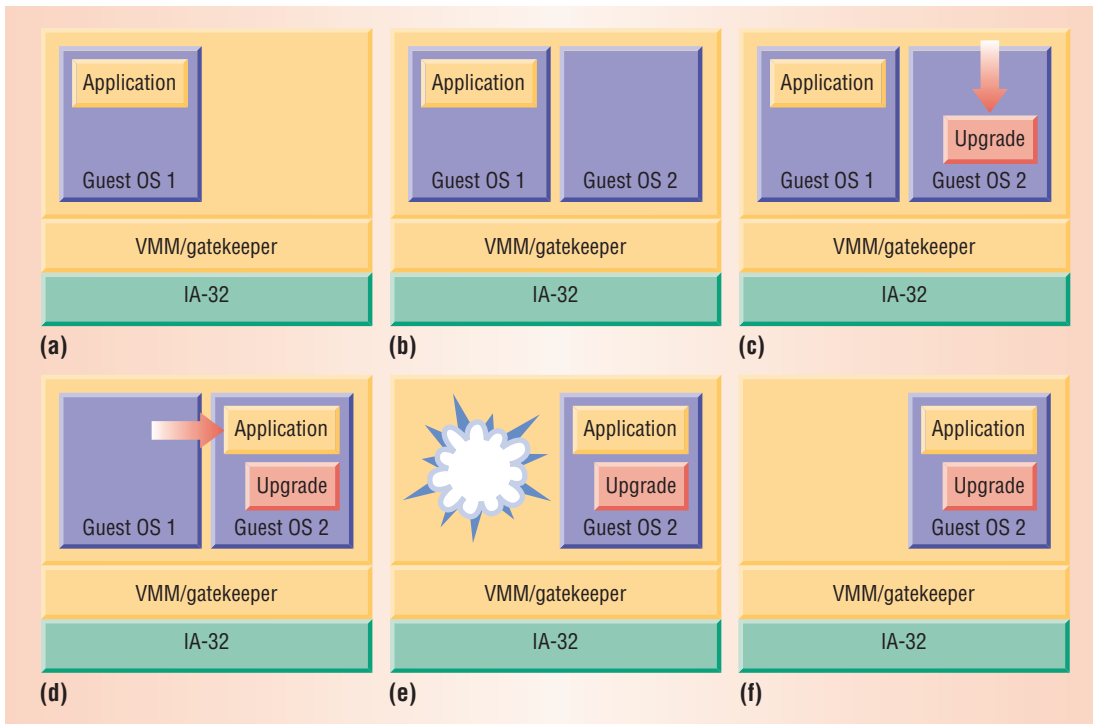 Application
Guest OS 1
VMM/gatekeeper
IA-32
(a)
Application
Guest OS 1
Guest OS 2
VMM/gatekeeper
IA-32
(b)
Application
Upgrade
Guest OS 1
Guest OS 2
VMM/gatekeeper
IA-32
(c)
Application
Upgrade
Guest OS 1
Guest OS 2
VMM/gatekeeper
IA-32
(d)
Application
Upgrade
Guest OS 2
VMM/gatekeeper
IA-32
(e)
Application
Upgrade
Guest OS 2
VMM/gatekeeper
IA-32
(f)